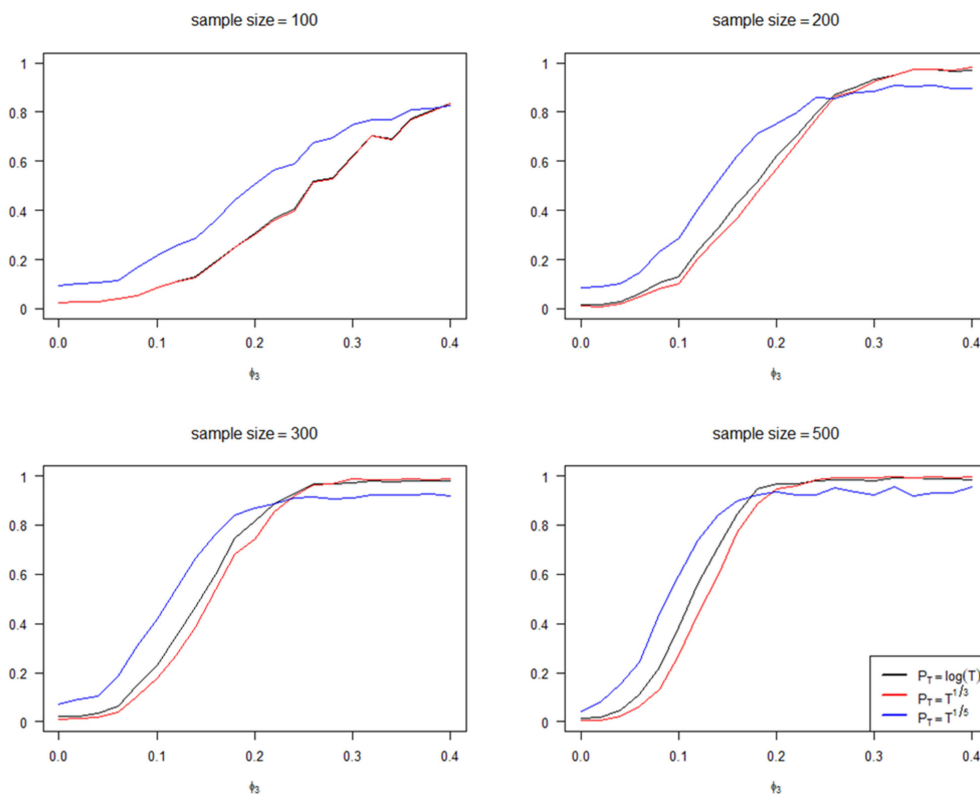 sample size = 100
1
0.8
0.6
0.4
0.2
0
0.0 0.1 0.2 0.3 0.4
ϕ₃
sample size = 200
1
0.8
0.6
0.4
0.2
0
0.0 0.1 0.2 0.3 0.4
ϕ₃
sample size = 300
1
0.8
0.6
0.4
0.2
0
0.0 0.1 0.2 0.3 0.4
ϕ₃
sample size = 500
1
0.8
0.6
0.4
0.2
0
0.0 0.1 0.2 0.3 0.4
ϕ₃
P_T = log(T)
P_T = T^1/3
P_T = T^1/5